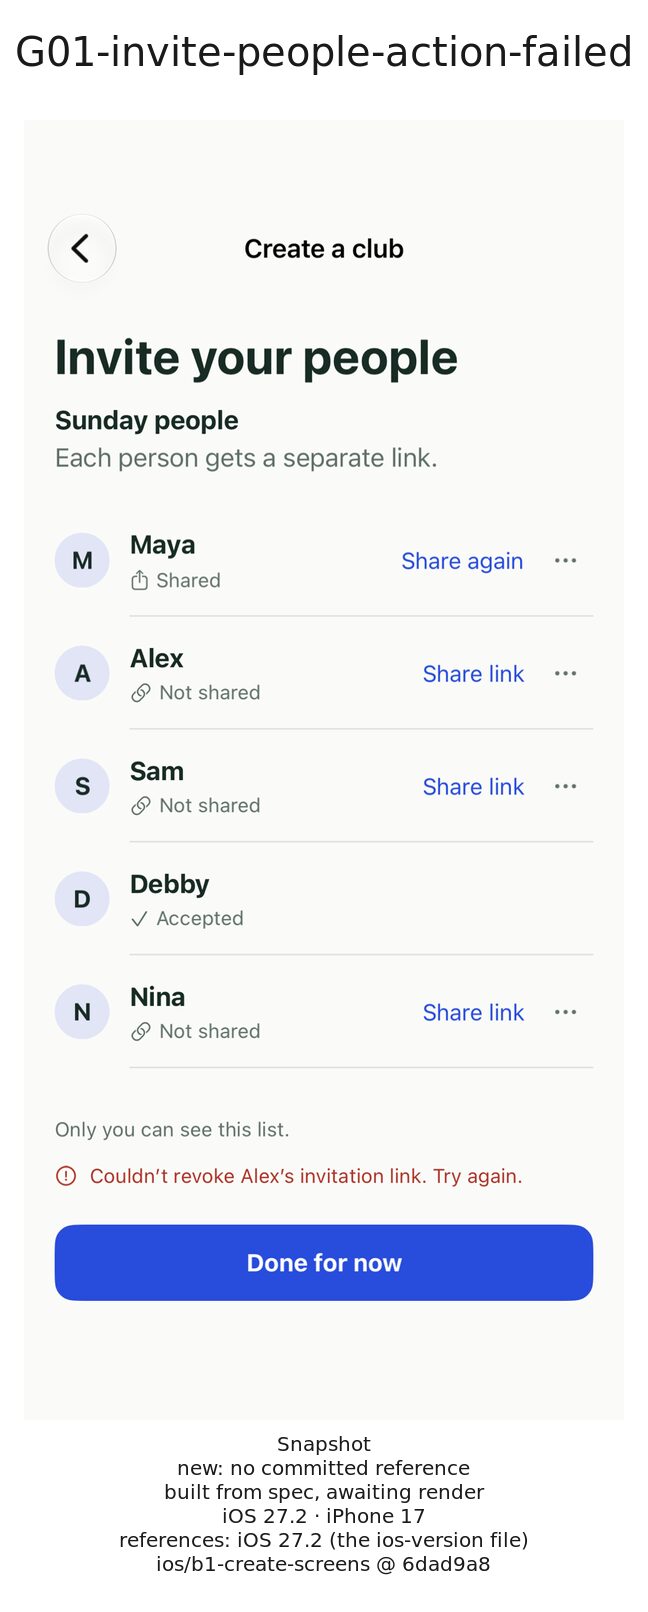 G01-invite-people-action-failed
Create a club
Invite your people
Sunday people
Each person gets a separate link.
M
Maya
Shared
Share again
A
Alex
Not shared
Share link
S
Sam
Not shared
Share link
D
Debby
Accepted
N
Nina
Not shared
Share link
Only you can see this list.
Couldn’t revoke Alex’s invitation link. Try again.
Done for now
Snapshot
new: no committed reference
built from spec, awaiting render
iOS 27.2 · iPhone 17
references: iOS 27.2 (the ios-version file)
ios/b1-create-screens @ 6dad9a8